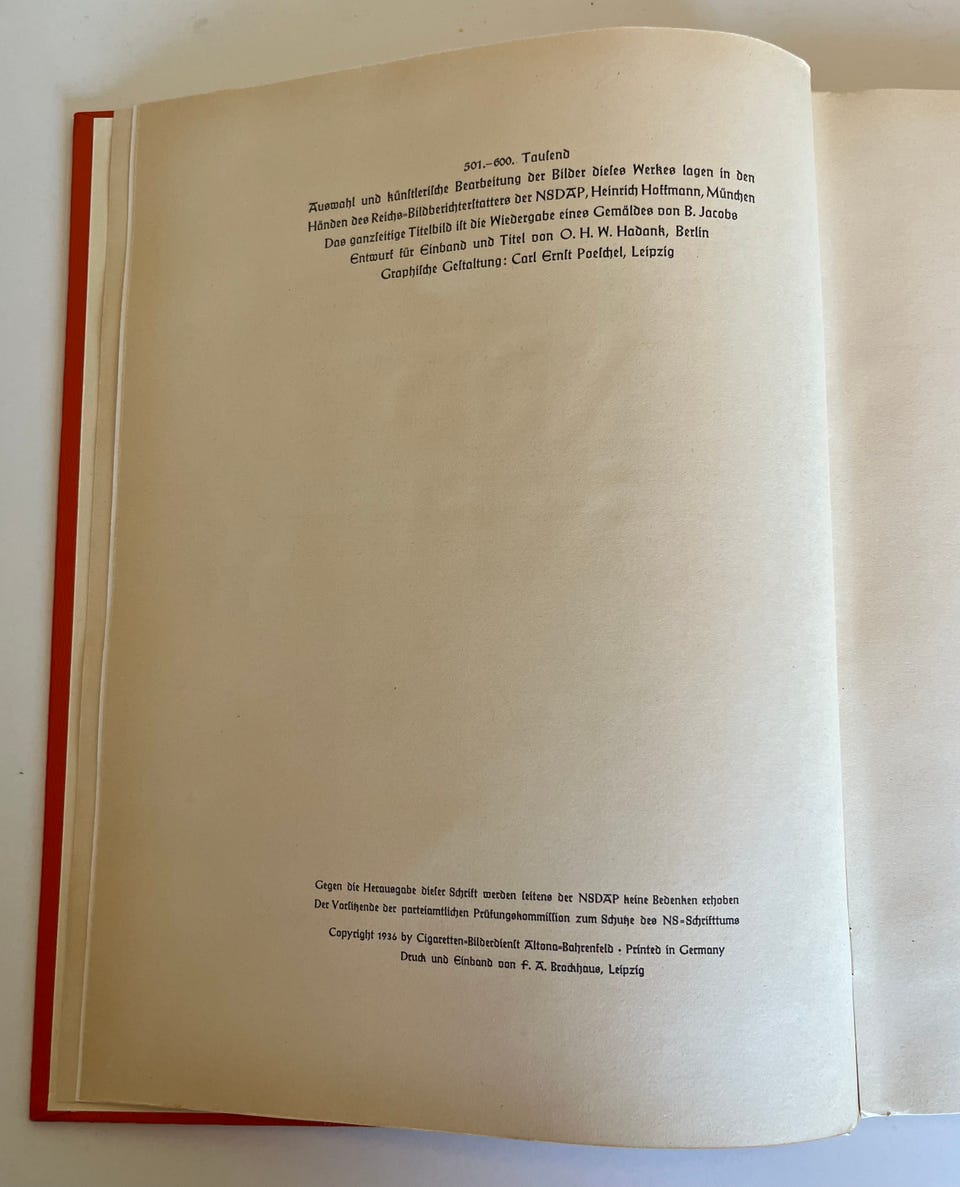 501.–600. Tauſend
Auswahl und künſtleriſche Bearbeitung der Bilder dieſes Werkes lagen in den
Händen des Reichs=Bildberichterſtatters der NSDAP, Heinrich Hoffmann, München
Das ganzſeitige Titelbild iſt die Wiedergabe eines Gemäldes von B. Jacobs
Entwurf für Einband und Titel von O. H. W. Hadank, Berlin
Graphiſche Geſtaltung: Carl Ernſt Poeſchel, Leipzig
Gegen die Herausgabe dieſer Schrift werden ſeitens der NSDAP keine Bedenken erhoben
Der Vorſitzende der parteiamtlichen Prüfungskommiſſion zum Schutze des NS=Schrifttums
Copyright 1936 by Cigaretten=Bilderdienſt Altona=Bahrenfeld · Printed in Germany
Druck und Einband von F. A. Brockhaus, Leipzig